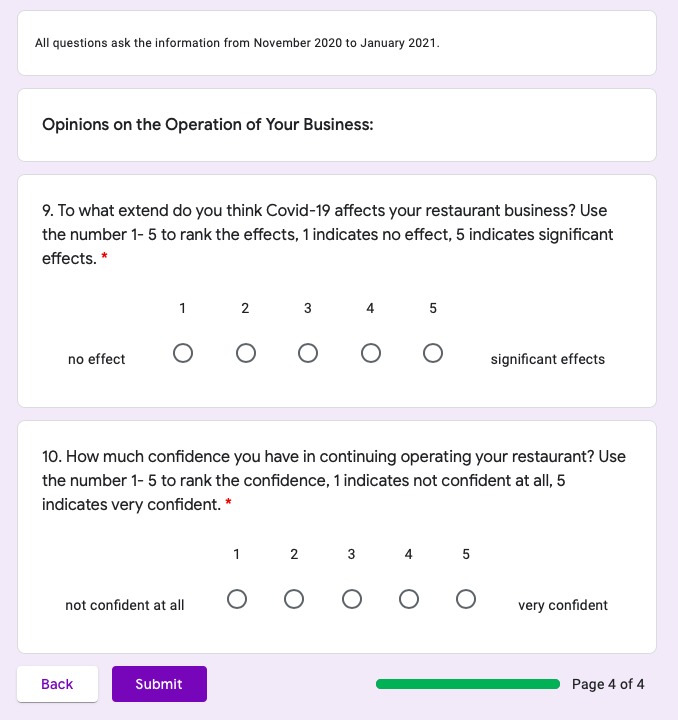 All questions ask the information from November 2020 to January 2021.
Opinions on the Operation of Your Business:
9. To what extend do you think Covid-19 affects your restaurant business? Use
the number 1- 5 to rank the effects, 1 indicates no effect, 5 indicates significant
effects. *
1 2 3 4 5
no effect significant effects
10. How much confidence you have in continuing operating your restaurant? Use
the number 1- 5 to rank the confidence, 1 indicates not confident at all, 5
indicates very confident. *
1 2 3 4 5
not confident at all very confident
Back Submit Page 4 of 4